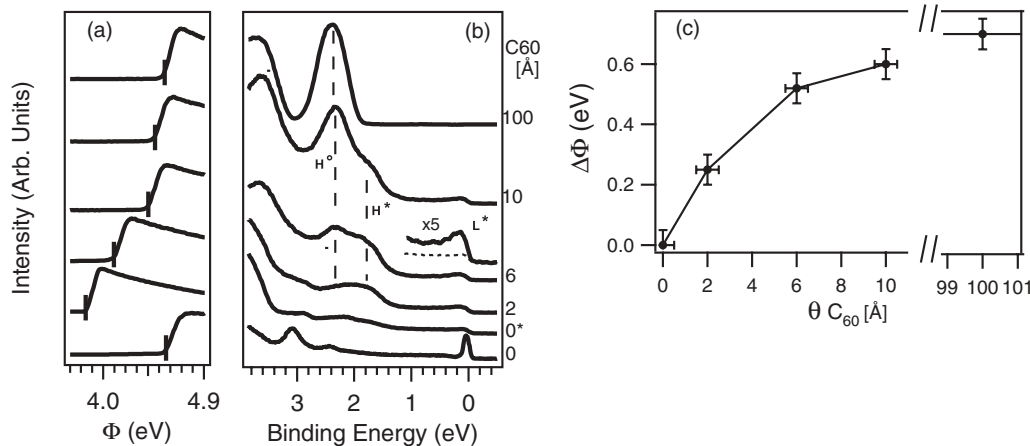 (a)
Intensity (Arb. Units)
4.0 4.9
Φ (eV)
(b)
C60
[Å]
100
10
6
2
0*
0
H°
H*
x5
L*
3 2 1 0
Binding Energy (eV)
(c)
ΔΦ (eV)
0.6
0.4
0.2
0.0
0 2 4 6 8 10 99 100 101
θ C₆₀ [Å]